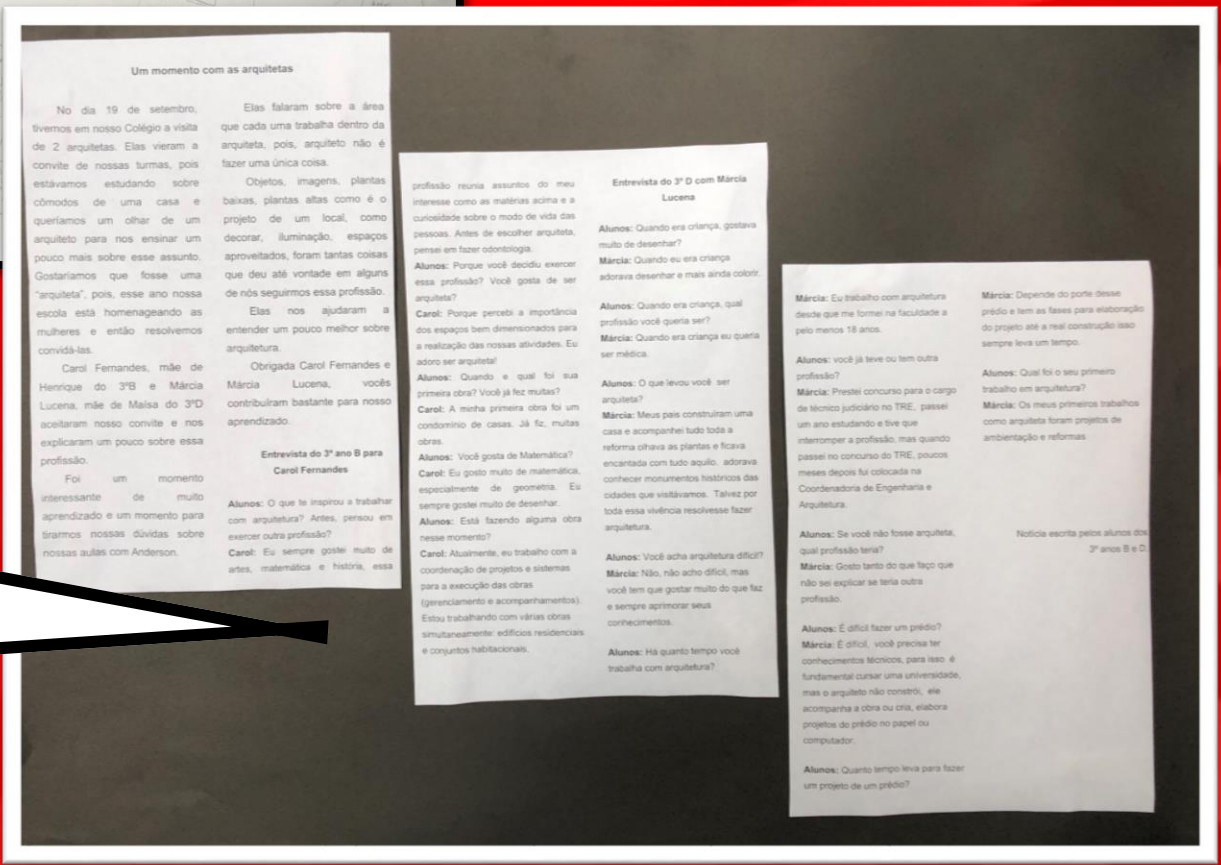 Um momento com as arquitetas
No dia 19 de setembro,
tivemos em nosso Colégio a visita
de 2 arquitetas. Elas vieram a
convite de nossas turmas, pois
estávamos estudando sobre
cômodos de uma casa e
queríamos um olhar de um
arquiteto para nos ensinar um
pouco mais sobre esse assunto.
Gostaríamos que fosse uma
"arquiteta", pois, esse ano nossa
escola está homenageando as
mulheres e então resolvemos
convidá-las.
Carol Fernandes, mãe de
Henrique do 3ºB e Márcia
Lucena, mãe de Maísa do 3ºD
aceitaram nosso convite e nos
explicaram um pouco sobre essa
profissão.
Foi um momento
interessante de muito
aprendizado e um momento para
tirarmos nossas dúvidas sobre
nossas aulas com Anderson.
Elas falaram sobre a área
que cada uma trabalha dentro da
arquiteta, pois, arquiteto não é
fazer uma única coisa.
Objetos, imagens, plantas
baixas, plantas altas como é o
projeto de um local, como
decorar, iluminação, espaços
aproveitados, foram tantas coisas
que deu até vontade em alguns
de nós seguirmos essa profissão.
Elas nos ajudaram a
entender um pouco melhor sobre
arquitetura.
Obrigada Carol Fernandes e
Márcia Lucena, vocês
contribuíram bastante para nosso
aprendizado.
Entrevista do 3º ano B para
Carol Fernandes
Alunos: O que te inspirou a trabalhar
com arquitetura? Antes, pensou em
exercer outra profissão?
Carol: Eu sempre gostei muito de
artes, matemática e história, essa
profissão reunia assuntos do meu
interesse como as matérias acima e a
curiosidade sobre o modo de vida das
pessoas. Antes de escolher arquiteta,
pensei em fazer odontologia.
Alunos: Porque você decidiu exercer
essa profissão? Você gosta de ser
arquiteta?
Carol: Porque percebi a importância
dos espaços bem dimensionados para
a realização das nossas atividades. Eu
adoro ser arquiteta!
Alunos: Quando e qual foi sua
primeira obra? Você já fez muitas?
Carol: A minha primeira obra foi um
condomínio de casas. Já fiz, muitas
obras.
Alunos: Você gosta de Matemática?
Carol: Eu gosto muito de matemática,
especialmente de geometria. Eu
sempre gostei muito de desenhar.
Alunos: Está fazendo alguma obra
nesse momento?
Carol: Atualmente, eu trabalho com a
coordenação de projetos e sistemas
para a execução das obras
(gerenciamento e acompanhamentos).
Estou trabalhando com várias obras
simultaneamente: edifícios residenciais
e conjuntos habitacionais.
Entrevista do 3º D com Márcia
Lucena
Alunos: Quando era criança, gostava
muito de desenhar?
Márcia: Quando eu era criança
adorava desenhar e mais ainda colorir.
Alunos: Quando era criança, qual
profissão você queria ser?
Márcia: Quando era criança eu queria
ser médica.
Alunos: O que levou você ser
arquiteta?
Márcia: Meus pais construíram uma
casa e acompanhei tudo toda a
reforma olhava as plantas e ficava
encantada com tudo aquilo. adorava
conhecer monumentos históricos das
cidades que visitávamos. Talvez por
toda essa vivência resolvesse fazer
arquitetura.
Alunos: Você acha arquitetura difícil?
Márcia: Não, não acho difícil, mas
você tem que gostar muito do que faz
e sempre aprimorar seus
conhecimentos.
Alunos: Há quanto tempo você
trabalha com arquitetura?
Márcia: Eu trabalho com arquitetura
desde que me formei na faculdade a
pelo menos 18 anos.
Alunos: você já teve ou tem outra
profissão?
Márcia: Prestei concurso para o cargo
de técnico judiciário no TRE, passei
um ano estudando e tive que
interromper a profissão, mas quando
passei no concurso do TRE, poucos
meses depois fui colocada na
Coordenadoria de Engenharia e
Arquitetura.
Alunos: Se você não fosse arquiteta,
qual profissão teria?
Márcia: Gosto tanto do que faço que
não sei explicar se teria outra
profissão.
Alunos: É difícil fazer um prédio?
Márcia: É difícil, você precisa ter
conhecimentos técnicos, para isso é
fundamental cursar uma universidade,
mas o arquiteto não constrói, ele
acompanha a obra ou cria, elabora
projetos do prédio no papel ou
computador.
Alunos: Quanto tempo leva para fazer
um projeto de um prédio?
Márcia: Depende do porte desse
prédio e tem as fases para elaboração
do projeto até a real construção isso
sempre leva um tempo.
Alunos: Qual foi o seu primeiro
trabalho em arquitetura?
Márcia: Os meus primeiros trabalhos
como arquiteta foram projetos de
ambientação e reformas
Notícia escrita pelos alunos dos
3º anos B e D.